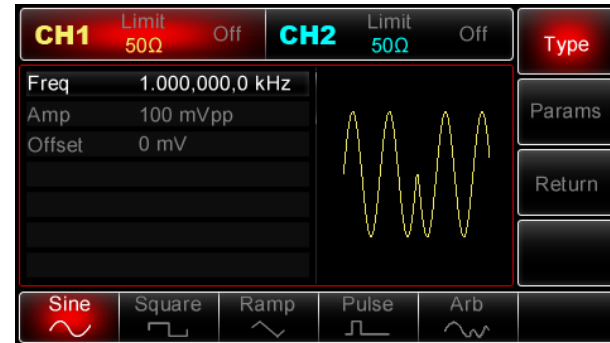 CH1 Limit Off 50Ω
CH2 Limit Off 50Ω
Type
Freq 1.000,000,0 kHz
Amp 100 mVpp
Offset 0 mV
Params
Return
Sine Square Ramp Pulse Arb